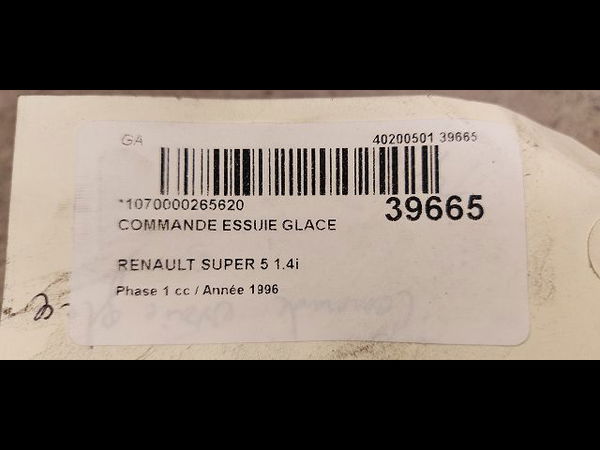 GA 40200501 39665
*1070000265620 39665
COMMANDE ESSUIE GLACE
RENAULT SUPER 5 1.4i
Phase 1 cc / Année 1996